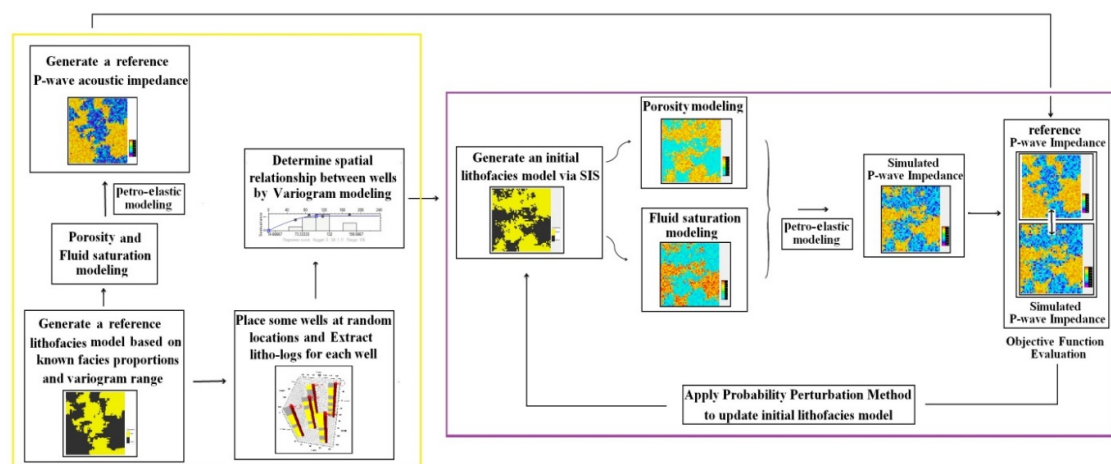 Generate a reference
P-wave acoustic impedance
petro-elastic
modeling
Porosity and
Fluid saturation
modeling
Generate a reference
lithofacies model based on
known facies proportions
and variogram range
Place some wells at random
locations and Extract
litho-logs for each well
Determine spatial
relationship between wells
by Variogram modeling
Generate an initial
lithofacies model via SIS
Porosity modeling
Fluid saturation
modeling
petro-elastic
modeling
Simulated
P-wave Impedance
reference
P-wave Impedance
Simulated
P-wave Impedance
Objective Function
Evaluation
Apply Probability Perturbation Method
to update initial lithofacies model